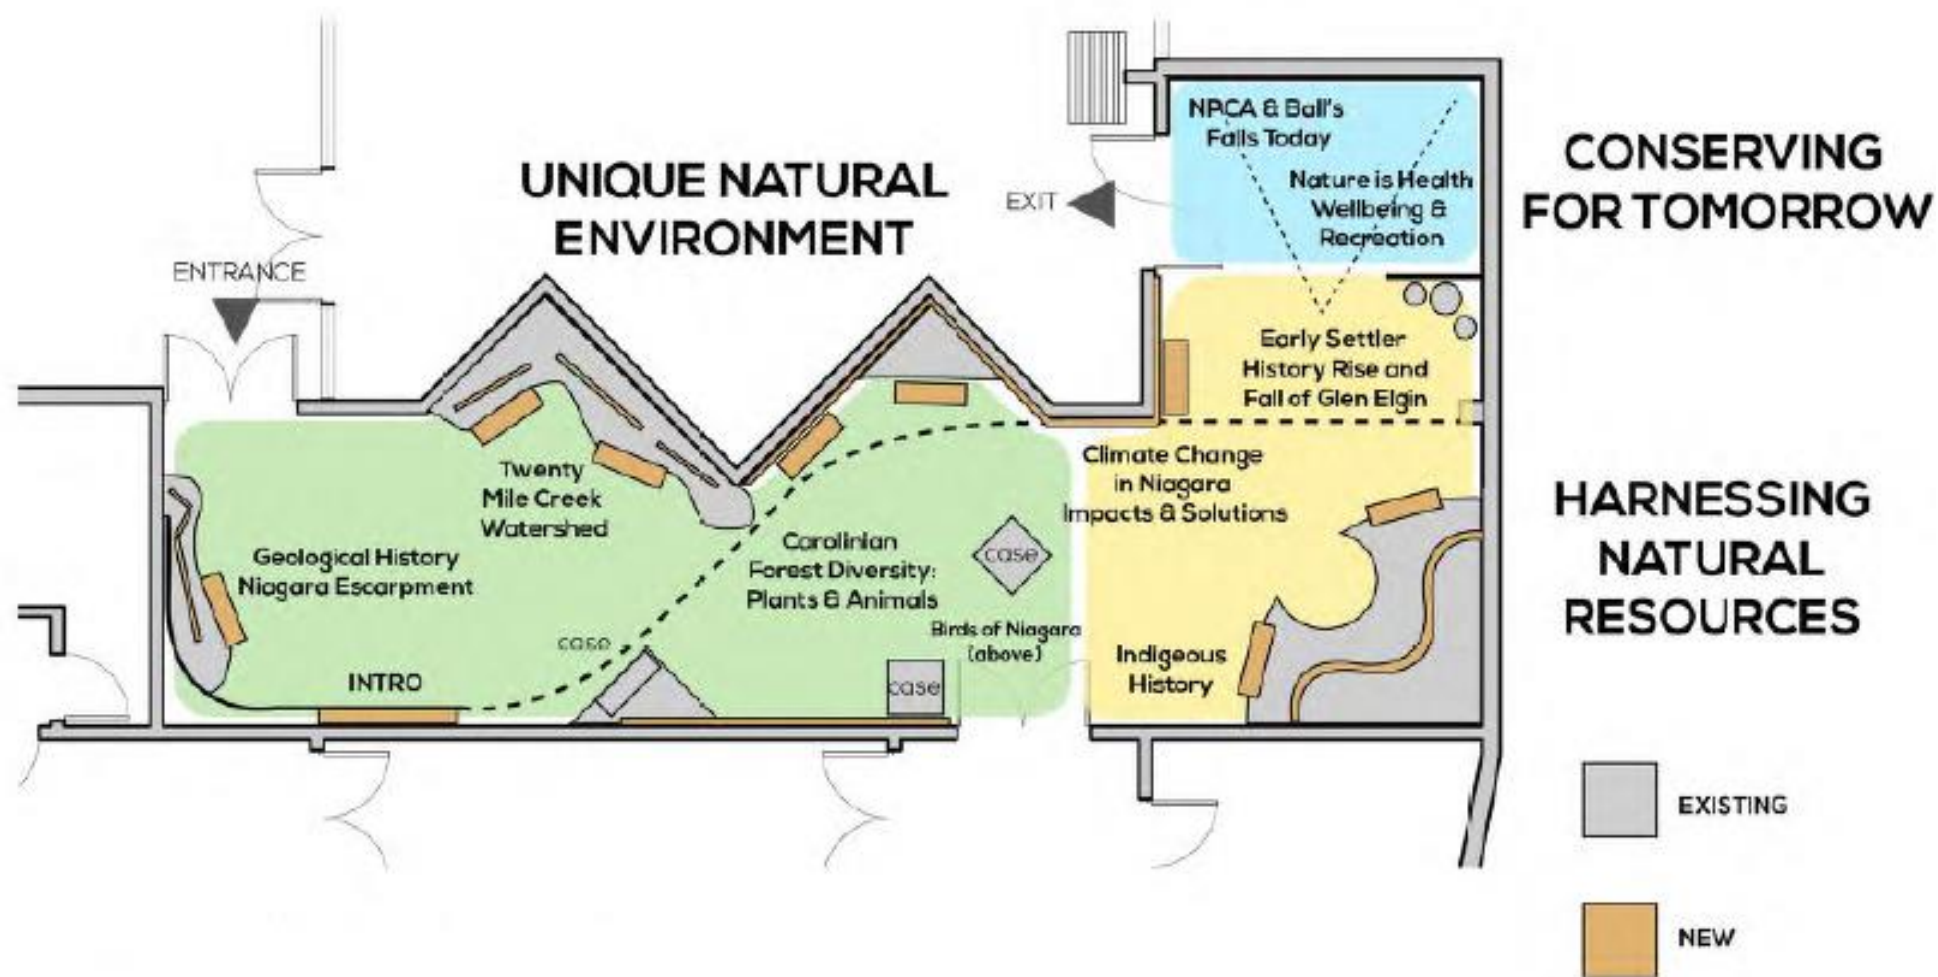 UNIQUE NATURAL
ENVIRONMENT
ENTRANCE
EXIT
NPCA & Ball's
Falls Today
Nature is Health
Wellbeing &
Recreation
CONSERVING
FOR TOMORROW
Early Settler
History Rise and
Fall of Glen Elgin
Twenty
Mile Creek
Watershed
Geological History
Niagara Escarpment
INTRO
case
Carolinian
Forest Diversity:
Plants & Animals
case
Birds of Niagara
(above)
case
Climate Change
in Niagara
Impacts & Solutions
Indigeous
History
HARNESSING
NATURAL
RESOURCES
EXISTING
NEW